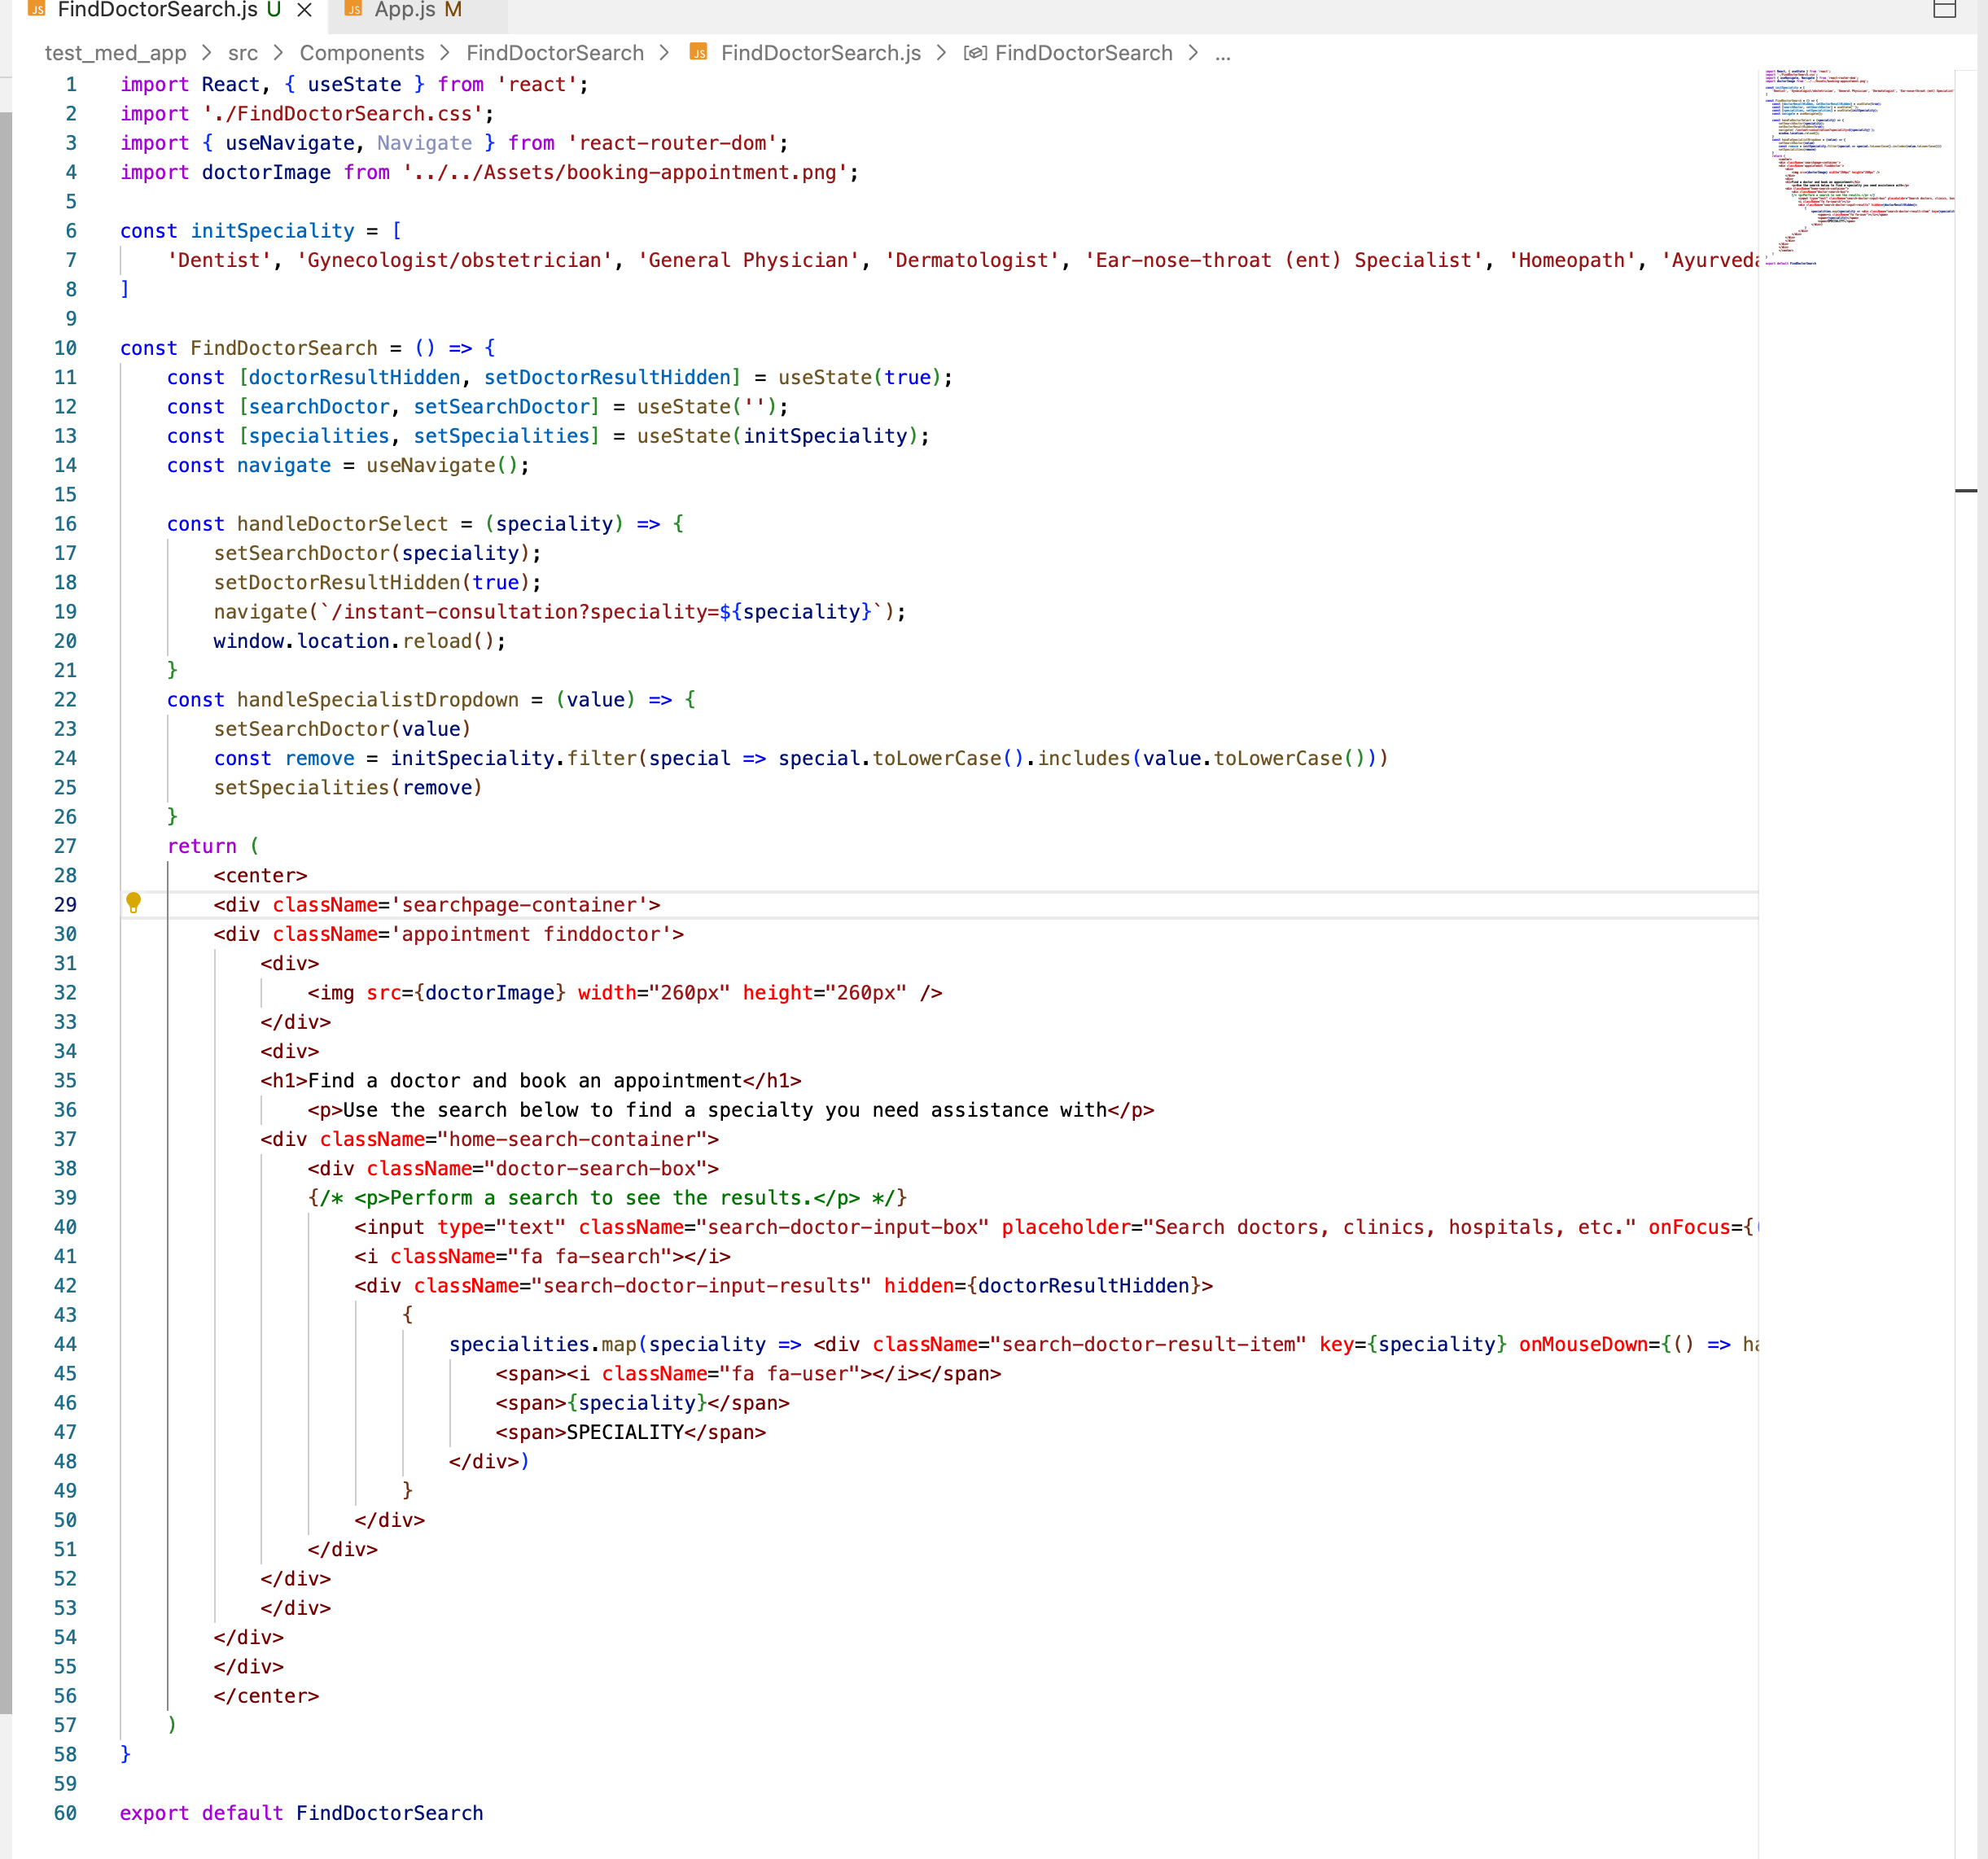 FindDoctorSearch.js U
App.js M
test_med_app > src > Components > FindDoctorSearch > JS FindDoctorSearch.js > FindDoctorSearch > ...
1 import React, { useState } from 'react';
2 import './FindDoctorSearch.css';
3 import { useNavigate, Navigate } from 'react-router-dom';
4 import doctorImage from '../../Assets/booking-appointment.png';
5
6 const initSpeciality = [
7     'Dentist', 'Gynecologist/obstetrician', 'General Physician', 'Dermatologist', 'Ear-nose-throat (ent) Specialist', 'Homeopath', 'Ayurveda
8 ]
9
10 const FindDoctorSearch = () => {
11     const [doctorResultHidden, setDoctorResultHidden] = useState(true);
12     const [searchDoctor, setSearchDoctor] = useState('');
13     const [specialities, setSpecialities] = useState(initSpeciality);
14     const navigate = useNavigate();
15
16     const handleDoctorSelect = (speciality) => {
17         setSearchDoctor(speciality);
18         setDoctorResultHidden(true);
19         navigate(`/instant-consultation?speciality=${speciality}`);
20         window.location.reload();
21     }
22     const handleSpecialistDropdown = (value) => {
23         setSearchDoctor(value)
24         const remove = initSpeciality.filter(special => special.toLowerCase().includes(value.toLowerCase()))
25         setSpecialities(remove)
26     }
27     return (
28         <center>
29         <div className='searchpage-container'>
30         <div className='appointment finddoctor'>
31             <div>
32                 <img src={doctorImage} width="260px" height="260px" />
33             </div>
34             <div>
35             <h1>Find a doctor and book an appointment</h1>
36                 <p>Use the search below to find a specialty you need assistance with</p>
37             <div className="home-search-container">
38                 <div className="doctor-search-box">
39                 {/* <p>Perform a search to see the results.</p> */}
40                     <input type="text" className="search-doctor-input-box" placeholder="Search doctors, clinics, hospitals, etc." onFocus={(
41                     <i className="fa fa-search"></i>
42                     <div className="search-doctor-input-results" hidden={doctorResultHidden}>
43                         {
44                             specialities.map(speciality => <div className="search-doctor-result-item" key={speciality} onMouseDown={() => ha
45                                 <span><i className="fa fa-user"></i></span>
46                                 <span>{speciality}</span>
47                                 <span>SPECIALITY</span>
48                             </div>)
49                         }
50                     </div>
51                 </div>
52             </div>
53             </div>
54         </div>
55         </div>
56         </center>
57     )
58 }
59
60 export default FindDoctorSearch